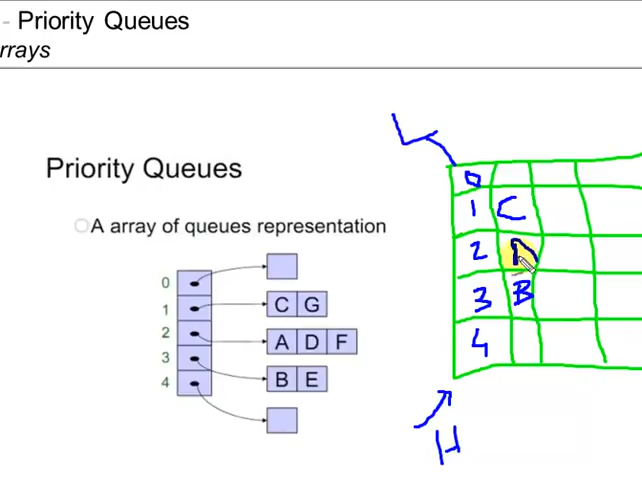 - Priority Queues
rrays
Priority Queues
A array of queues representation
0
1 C G
2 A D F
3 B E
4
L
0
1 C
2 A
3 B
4
H